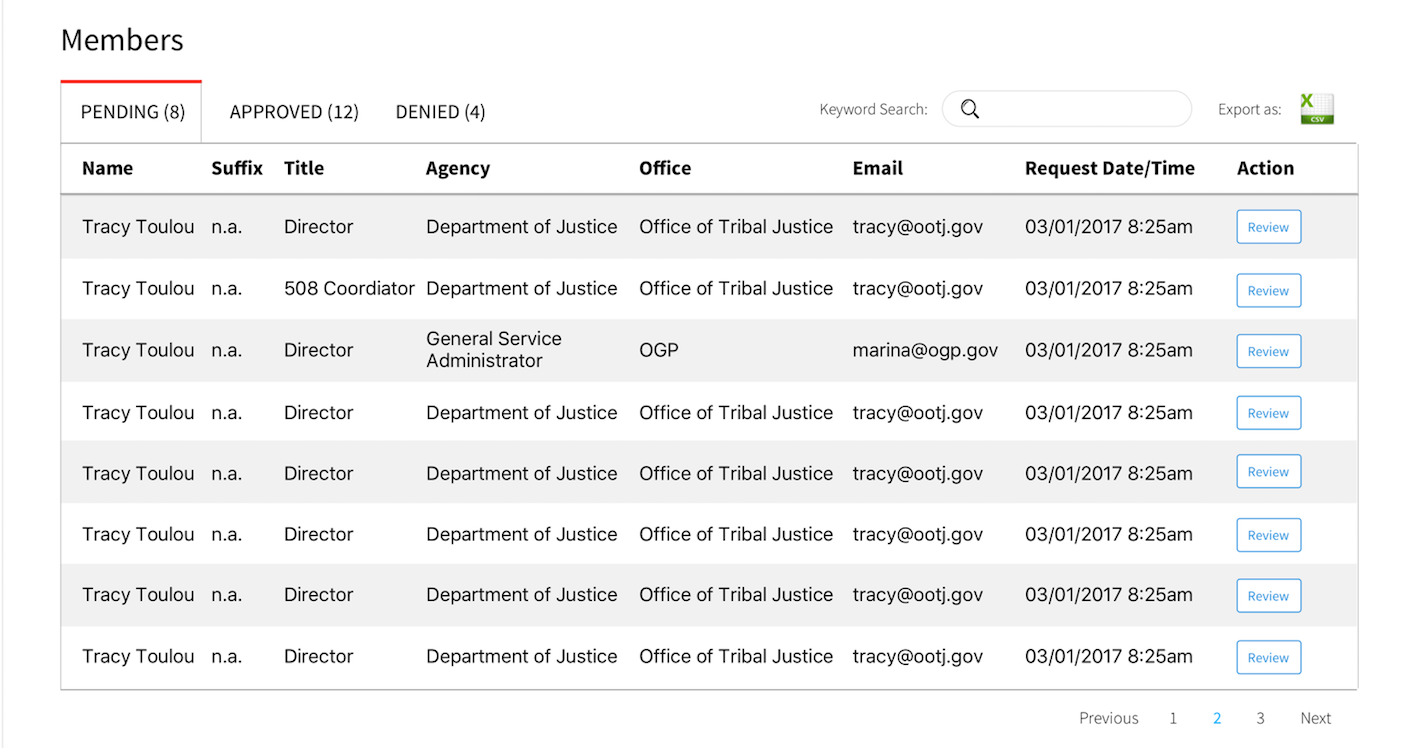 Members
PENDING (8) APPROVED (12) DENIED (4) Keyword Search: Export as: X CSV
Name Suffix Title Agency Office Email Request Date/Time Action
Tracy Toulou n.a. Director Department of Justice Office of Tribal Justice tracy@ootj.gov 03/01/2017 8:25am Review
Tracy Toulou n.a. 508 Coordiator Department of Justice Office of Tribal Justice tracy@ootj.gov 03/01/2017 8:25am Review
Tracy Toulou n.a. Director General Service Administrator OGP marina@ogp.gov 03/01/2017 8:25am Review
Tracy Toulou n.a. Director Department of Justice Office of Tribal Justice tracy@ootj.gov 03/01/2017 8:25am Review
Tracy Toulou n.a. Director Department of Justice Office of Tribal Justice tracy@ootj.gov 03/01/2017 8:25am Review
Tracy Toulou n.a. Director Department of Justice Office of Tribal Justice tracy@ootj.gov 03/01/2017 8:25am Review
Tracy Toulou n.a. Director Department of Justice Office of Tribal Justice tracy@ootj.gov 03/01/2017 8:25am Review
Tracy Toulou n.a. Director Department of Justice Office of Tribal Justice tracy@ootj.gov 03/01/2017 8:25am Review
Previous 1 2 3 Next